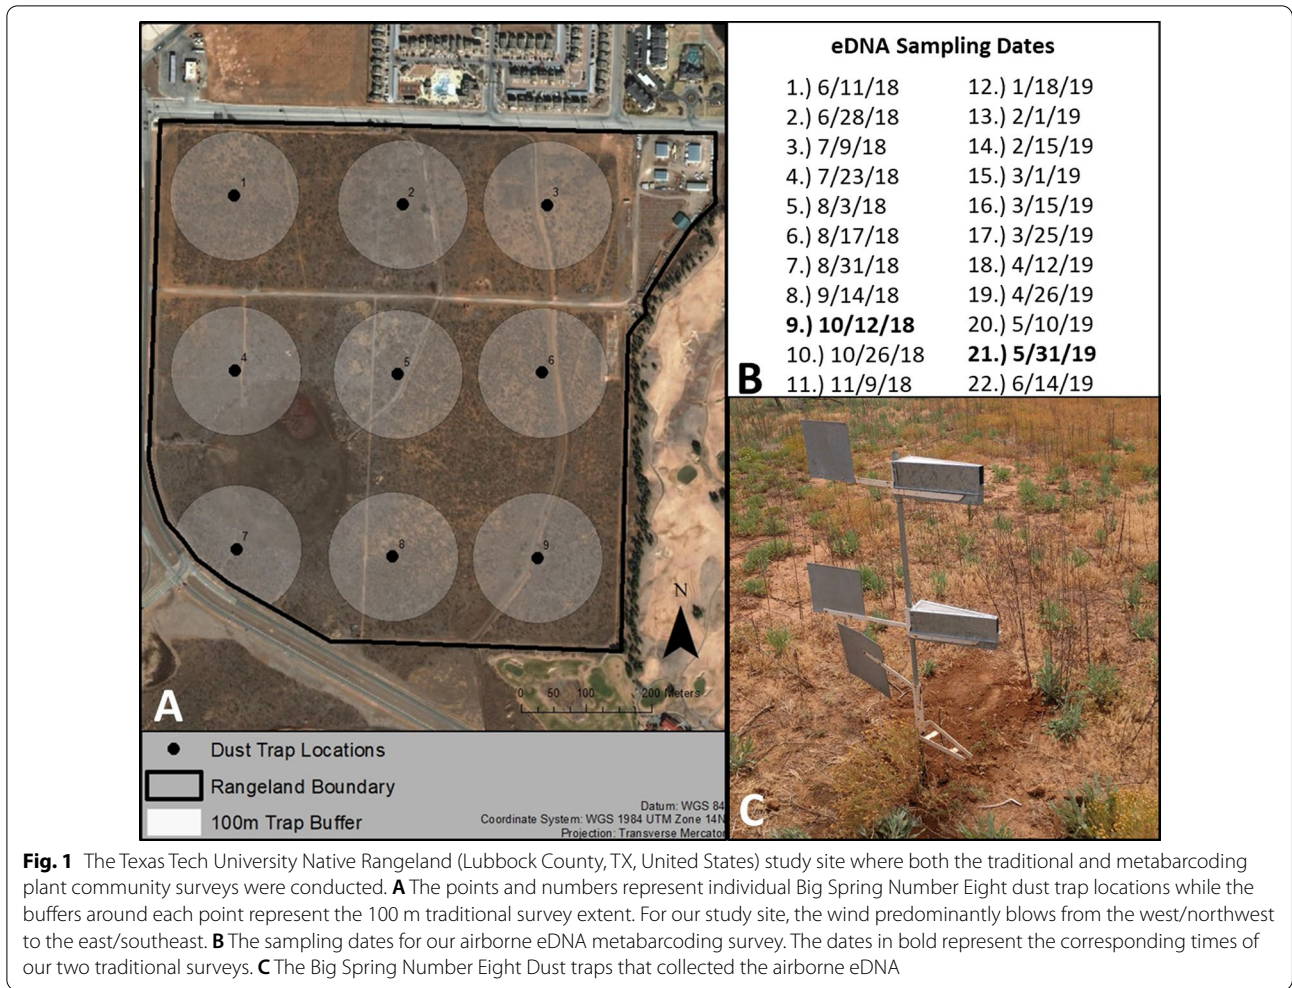 1
2
3
4
5
6
7
8
9
N
0 50 100 200 Meters
A
Dust Trap Locations
Rangeland Boundary
100m Trap Buffer
Datum: WGS 84
Coordinate System: WGS 1984 UTM Zone 14N
Projection: Transverse Mercator
eDNA Sampling Dates
1.) 6/11/18
2.) 6/28/18
3.) 7/9/18
4.) 7/23/18
5.) 8/3/18
6.) 8/17/18
7.) 8/31/18
8.) 9/14/18
9.) 10/12/18
10.) 10/26/18
11.) 11/9/18
12.) 1/18/19
13.) 2/1/19
14.) 2/15/19
15.) 3/1/19
16.) 3/15/19
17.) 3/25/19
18.) 4/12/19
19.) 4/26/19
20.) 5/10/19
21.) 5/31/19
22.) 6/14/19
B
C
Fig. 1 The Texas Tech University Native Rangeland (Lubbock County, TX, United States) study site where both the traditional and metabarcoding
plant community surveys were conducted. A The points and numbers represent individual Big Spring Number Eight dust trap locations while the
buffers around each point represent the 100 m traditional survey extent. For our study site, the wind predominantly blows from the west/northwest
to the east/southeast. B The sampling dates for our airborne eDNA metabarcoding survey. The dates in bold represent the corresponding times of
our two traditional surveys. C The Big Spring Number Eight Dust traps that collected the airborne eDNA